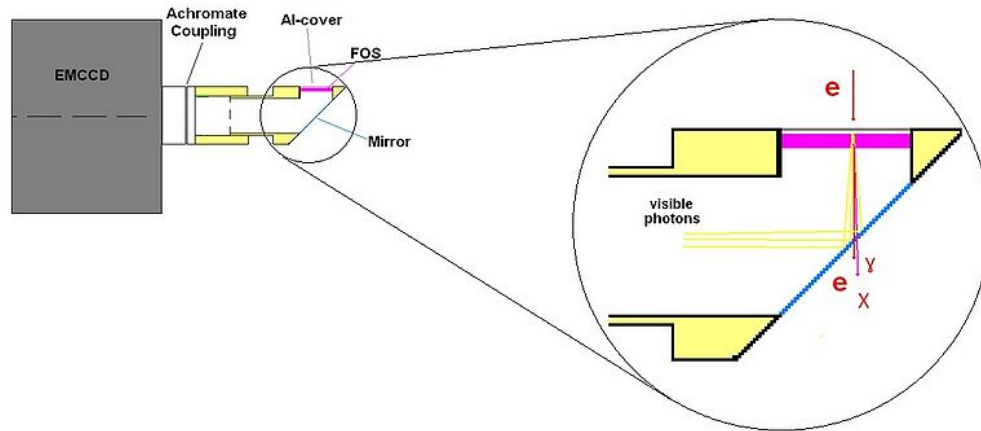 Achromate
Coupling
Al-cover
FOS
EMCCD
Mirror
e
visible
photons
e
γ
X